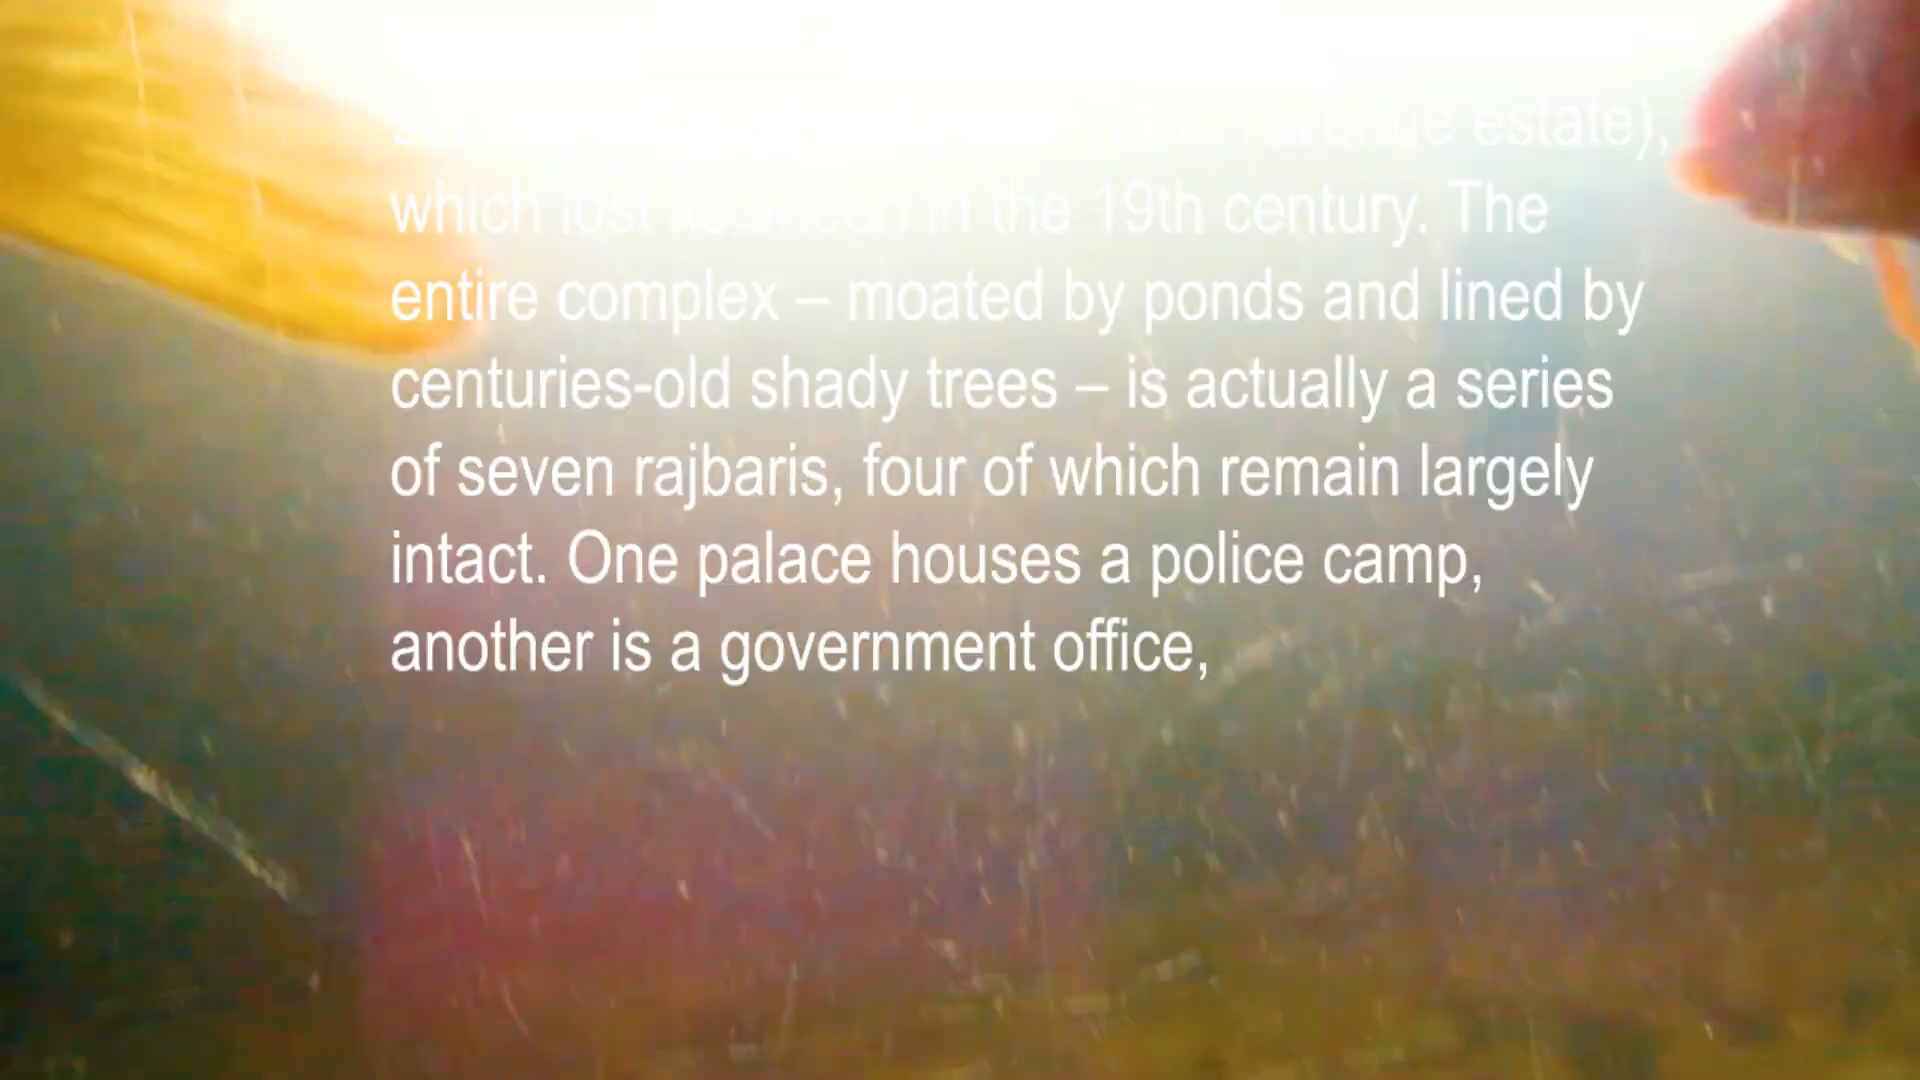 revenue estate),
which lost its in the 19th century. The
entire complex – moated by ponds and lined by
centuries-old shady trees – is actually a series
of seven rajbaris, four of which remain largely
intact. One palace houses a police camp,
another is a government office,